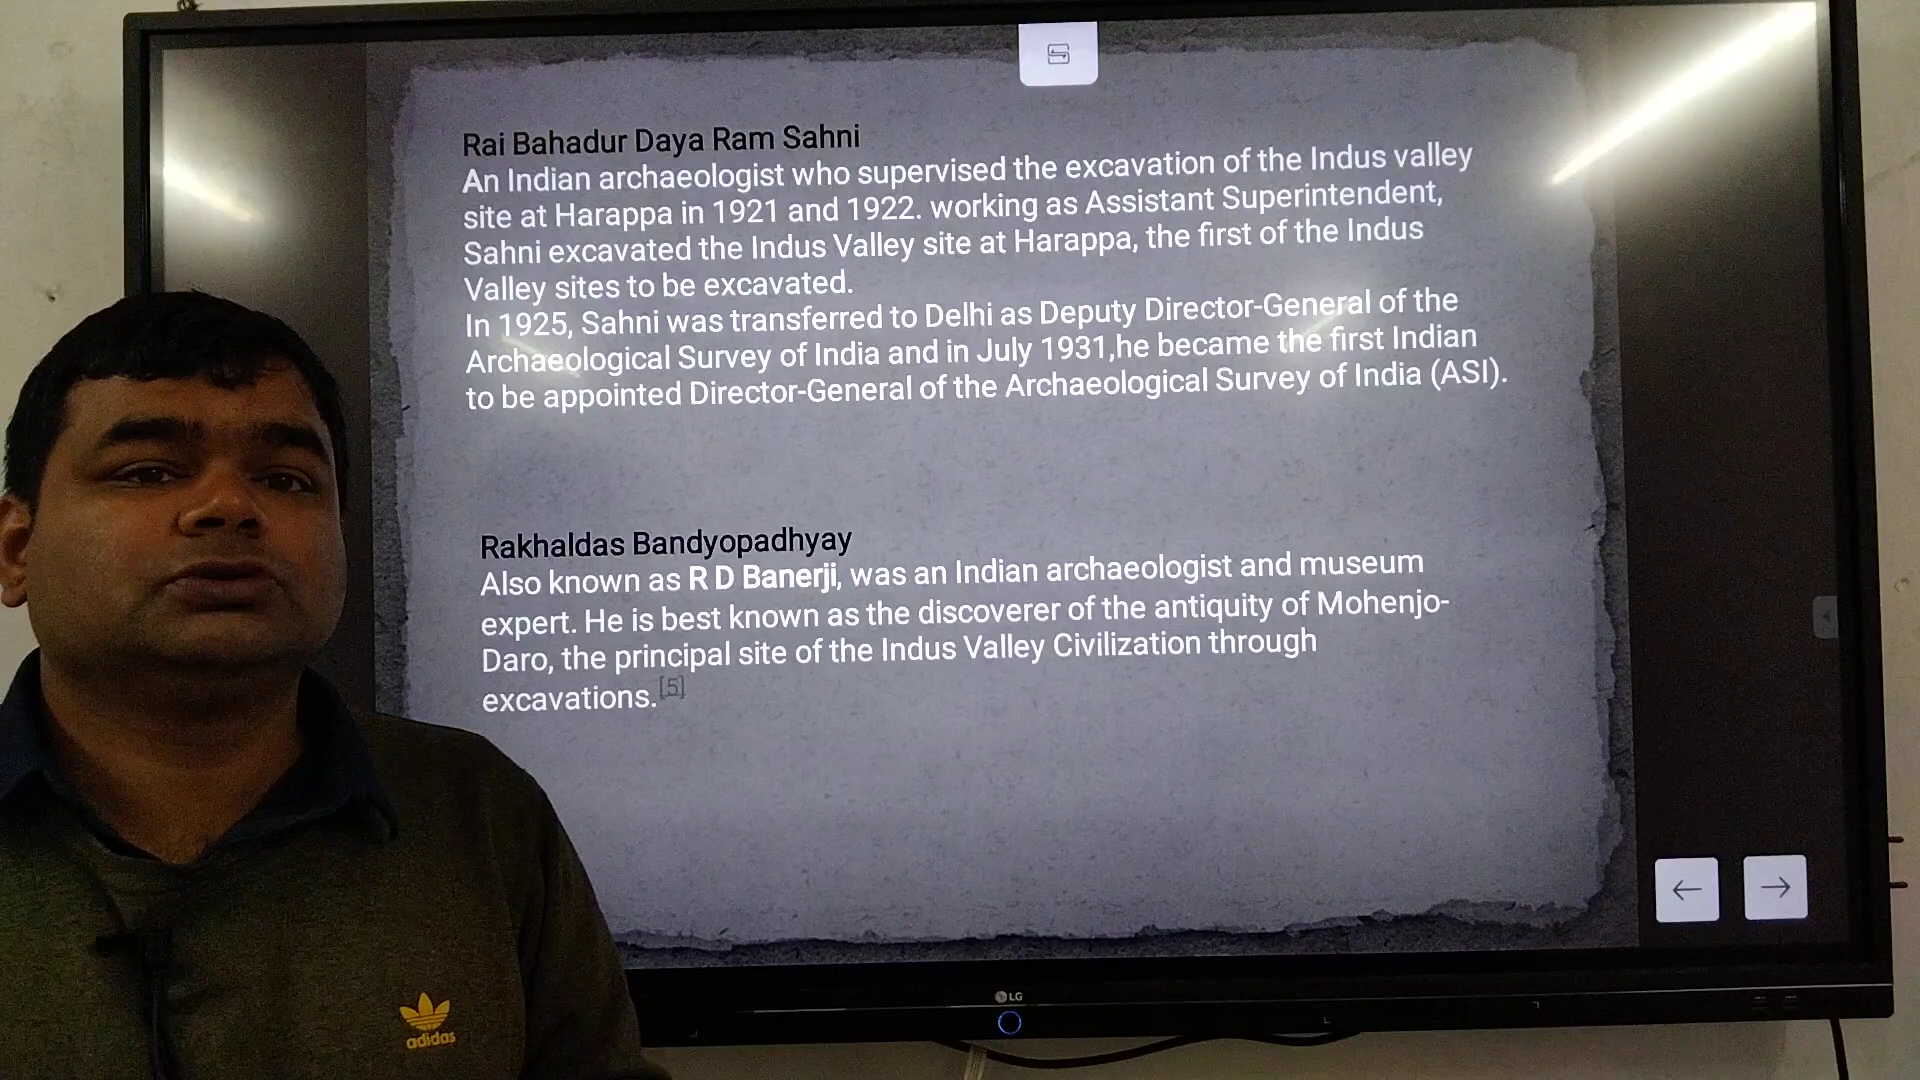 Rai Bahadur Daya Ram Sahni
An Indian archaeologist who supervised the excavation of the Indus valley
site at Harappa in 1921 and 1922. working as Assistant Superintendent,
Sahni excavated the Indus Valley site at Harappa, the first of the Indus
Valley sites to be excavated.
In 1925, Sahni was transferred to Delhi as Deputy Director-General of the
Archaeological Survey of India and in July 1931,he became the first Indian
to be appointed Director-General of the Archaeological Survey of India (ASI).
Rakhaldas Bandyopadhyay
Also known as R D Banerji, was an Indian archaeologist and museum
expert. He is best known as the discoverer of the antiquity of Mohenjo-
Daro, the principal site of the Indus Valley Civilization through
excavations.[5]
LG
adidas